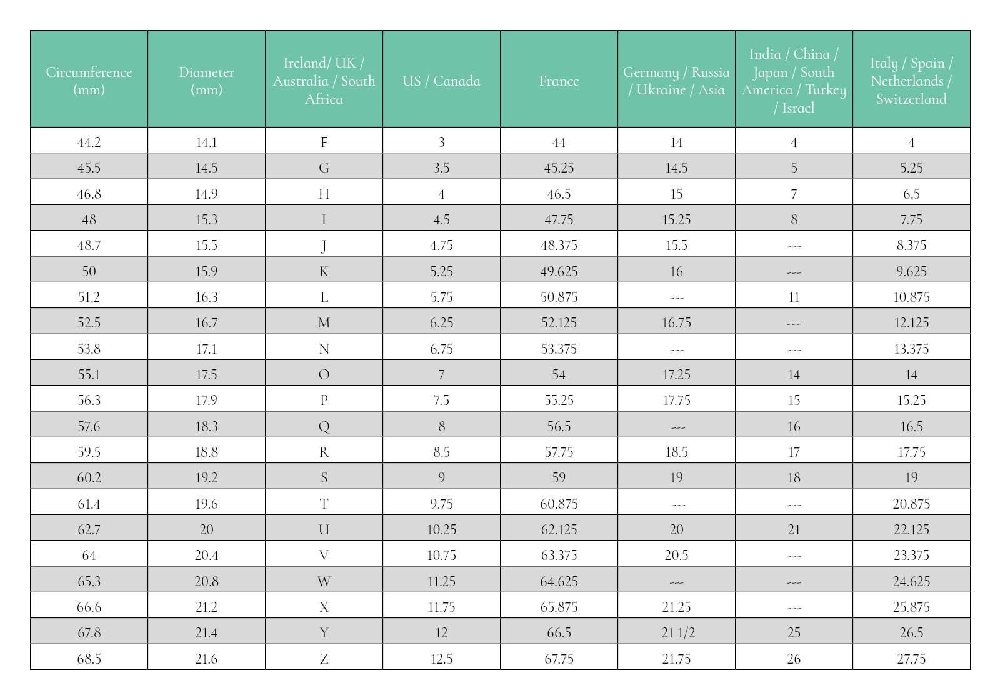 Circumference (mm) Diameter (mm) Ireland/ UK / Australia / South Africa US / Canada France Germany / Russia / Ukraine / Asia India / China / Japan / South America / Turkey / Israel Italy / Spain / Netherlands / Switzerland
44.2 14.1 F 3 44 14 4 4
45.5 14.5 G 3.5 45.25 14.5 5 5.25
46.8 14.9 H 4 46.5 15 7 6.5
48 15.3 I 4.5 47.75 15.25 8 7.75
48.7 15.5 J 4.75 48.375 15.5 --- 8.375
50 15.9 K 5.25 49.625 16 --- 9.625
51.2 16.3 L 5.75 50.875 --- 11 10.875
52.5 16.7 M 6.25 52.125 16.75 --- 12.125
53.8 17.1 N 6.75 53.375 --- --- 13.375
55.1 17.5 O 7 54 17.25 14 14
56.3 17.9 P 7.5 55.25 17.75 15 15.25
57.6 18.3 Q 8 56.5 --- 16 16.5
59.5 18.8 R 8.5 57.75 18.5 17 17.75
60.2 19.2 S 9 59 19 18 19
61.4 19.6 T 9.75 60.875 --- --- 20.875
62.7 20 U 10.25 62.125 20 21 22.125
64 20.4 V 10.75 63.375 20.5 --- 23.375
65.3 20.8 W 11.25 64.625 --- --- 24.625
66.6 21.2 X 11.75 65.875 21.25 --- 25.875
67.8 21.4 Y 12 66.5 21 1/2 25 26.5
68.5 21.6 Z 12.5 67.75 21.75 26 27.75